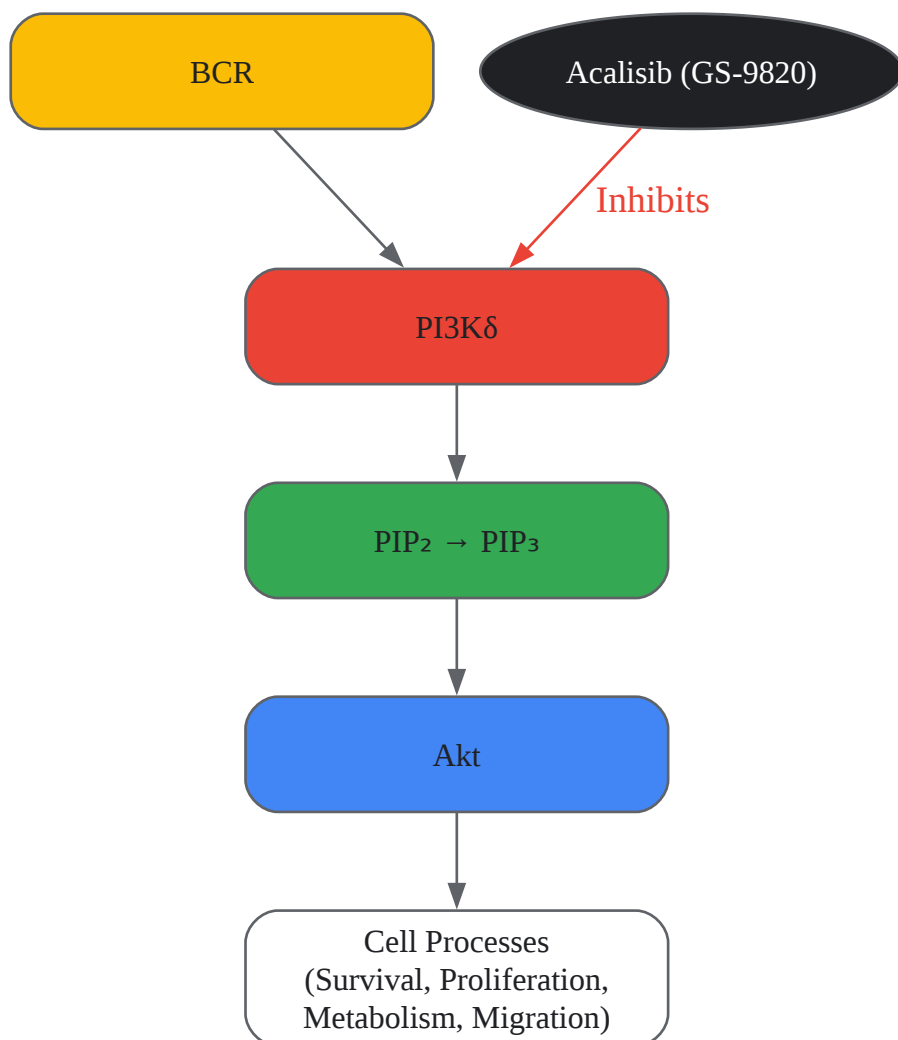 BCR
Acalisib (GS-9820)
Inhibits
PI3Kδ
PIP₂ → PIP₃
Akt
Cell Processes
(Survival, Proliferation,
Metabolism, Migration)